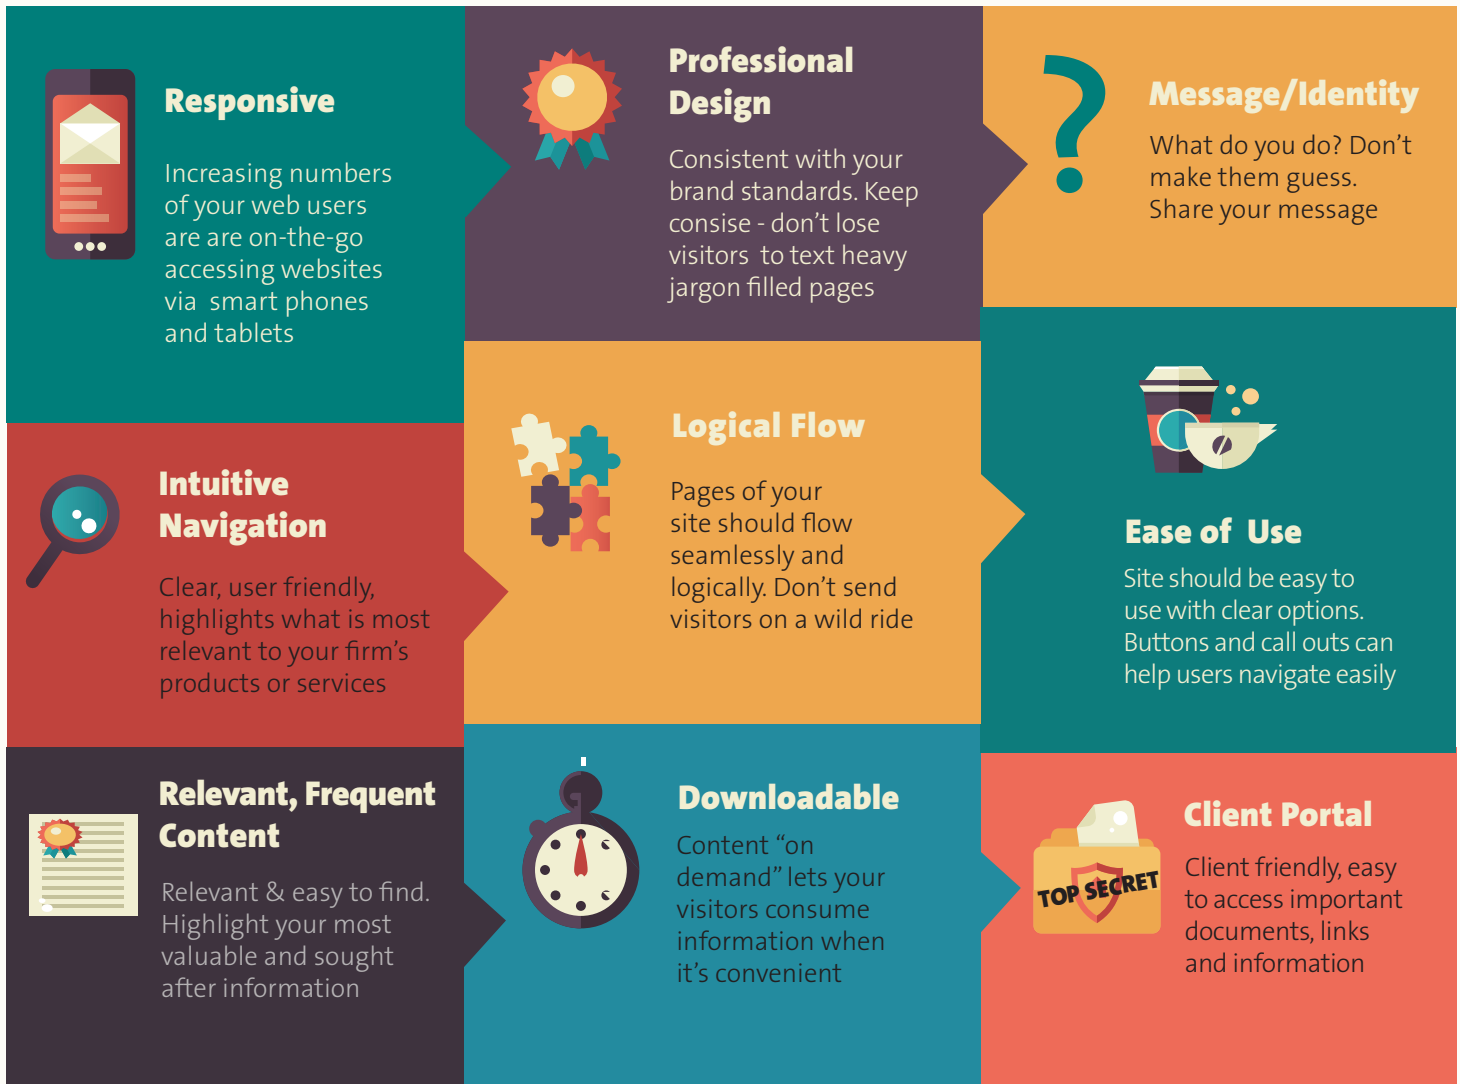 Responsive
Increasing numbers
of your web users
are are on-the-go
accessing websites
via  smart phones
and tablets
Professional
Design
Consistent with your
brand standards. Keep
consise - don’t lose
visitors  to text heavy
jargon filled pages
Message/Identity
What do you do? Don’t
make them guess.
Share your message
Intuitive
Navigation
Clear, user friendly,
highlights what is most
relevant to your firm’s
products or services
Logical Flow
Pages of your
site should flow
seamlessly and
logically. Don’t send
visitors on a wild ride
Ease of  Use
Site should be easy to
use with clear options.
Buttons and call outs can
help users navigate easily
Relevant, Frequent
Content
Relevant & easy to find.
Highlight your most
valuable and sought
after information
Downloadable
Content “on
demand” lets your
visitors consume
information when
it’s convenient
TOP SECRET
Client Portal
Client friendly, easy
to access important
documents, links
and information